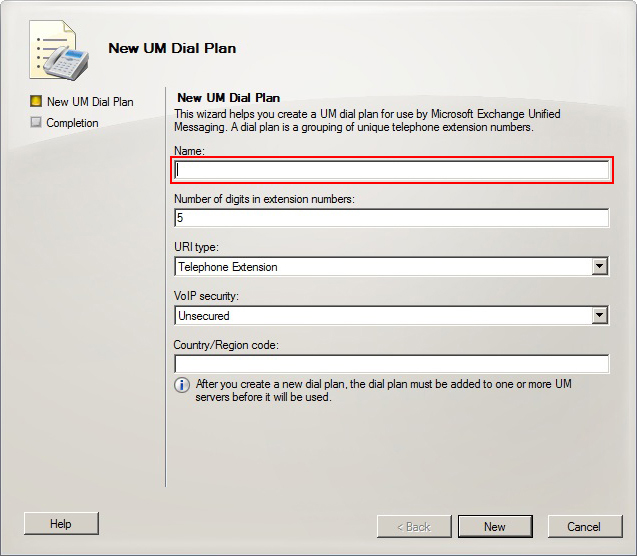 New UM Dial Plan
New UM Dial Plan
Completion
New UM Dial Plan
This wizard helps you create a UM dial plan for use by Microsoft Exchange Unified
Messaging. A dial plan is a grouping of unique telephone extension numbers.
Name:
Number of digits in extension numbers:
5
URI type:
Telephone Extension
VoIP security:
Unsecured
Country/Region code:
After you create a new dial plan, the dial plan must be added to one or more UM
servers before it will be used.
Help
< Back
New
Cancel